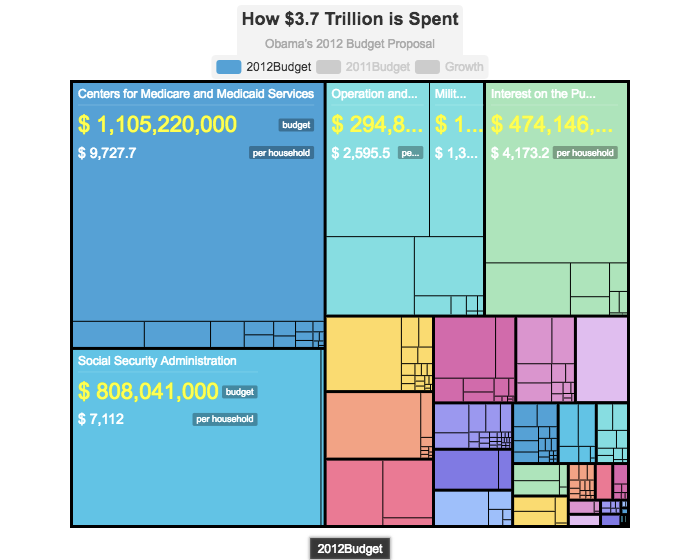 How $3.7 Trillion is Spent
Obama's 2012 Budget Proposal
2012Budget 2011Budget Growth
Centers for Medicare and Medicaid Services
$ 1,105,220,000 budget
$ 9,727.7 per household
Operation and...
$ 294,8...
$ 2,595.5 pe...
Milit...
$ 1...
$ 1,3...
Interest on the Pu...
$ 474,146,...
$ 4,173.2 per household
Social Security Administration
$ 808,041,000 budget
$ 7,112 per household
2012Budget